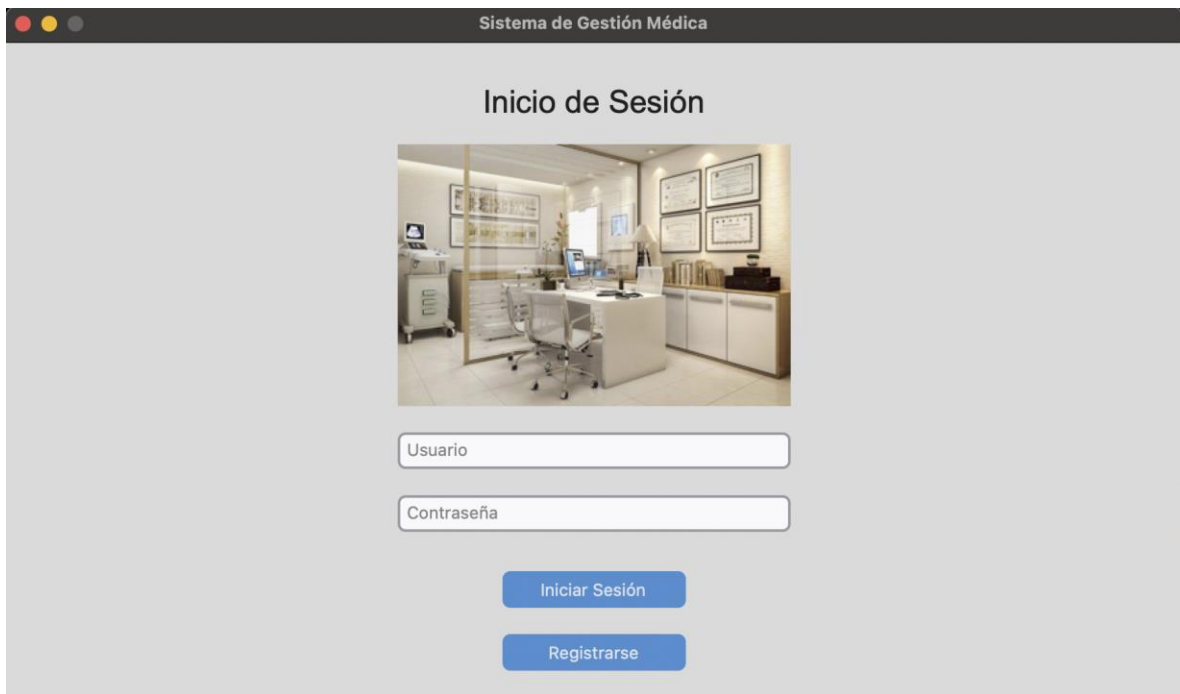 Sistema de Gestión Médica
Inicio de Sesión
Usuario
Contraseña
Iniciar Sesión
Registrarse